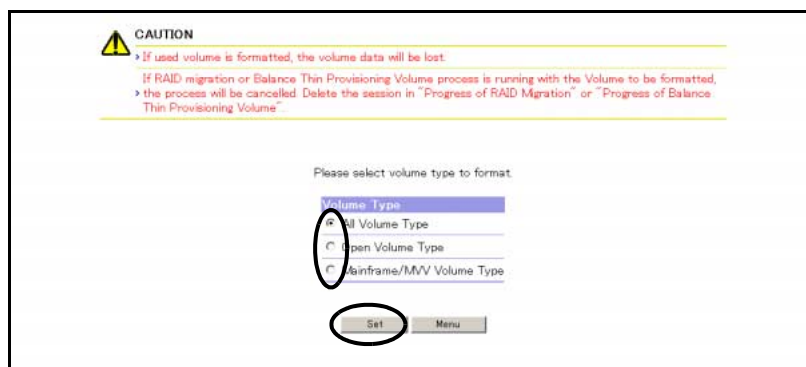 CAUTION
If used volume is formatted, the volume data will be lost.
If RAID migration or Balance Thin Provisioning Volume process is running with the Volume to be formatted,
the process will be cancelled. Delete the session in "Progress of RAID Migration" or "Progress of Balance
Thin Provisioning Volume".
Please select volume type to format.
Volume Type
All Volume Type
Open Volume Type
Mainframe/MVV Volume Type
Set Menu